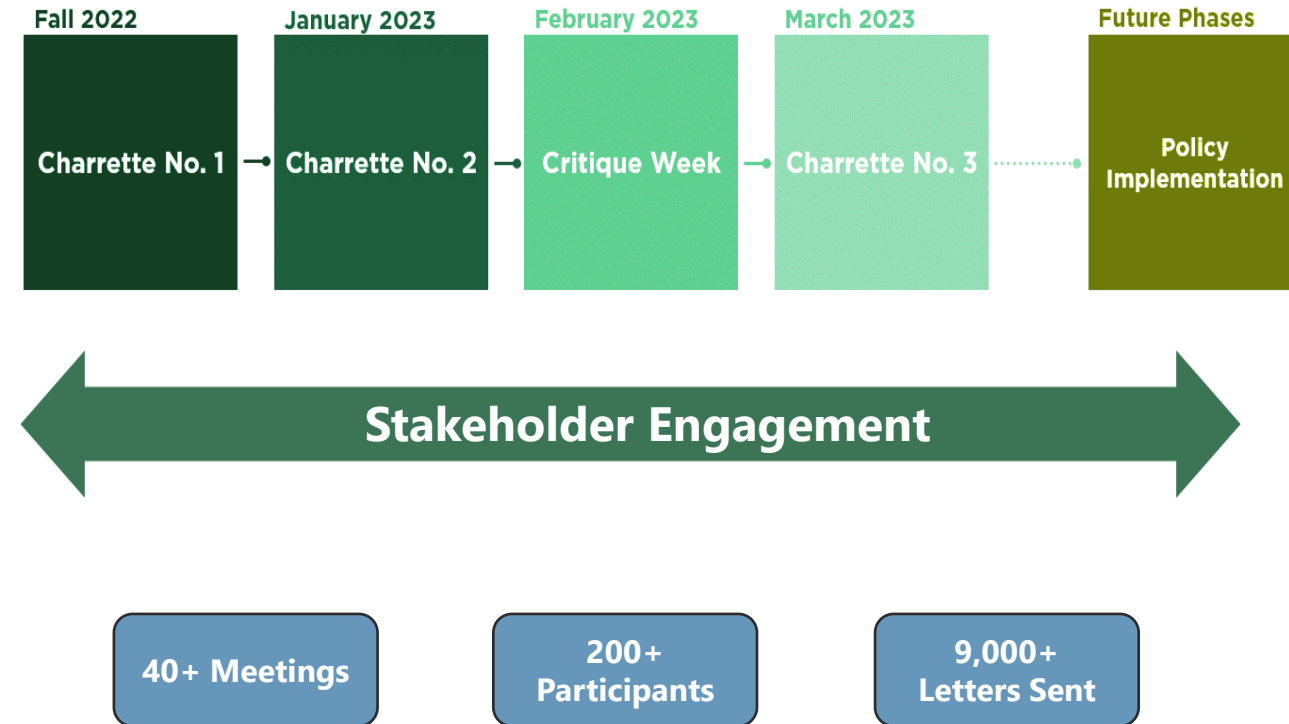 Fall 2022
January 2023
February 2023
March 2023
Future Phases
Charrette No. 1
Charrette No. 2
Critique Week
Charrette No. 3
Policy
Implementation
Stakeholder Engagement
40+ Meetings
200+
Participants
9,000+
Letters Sent